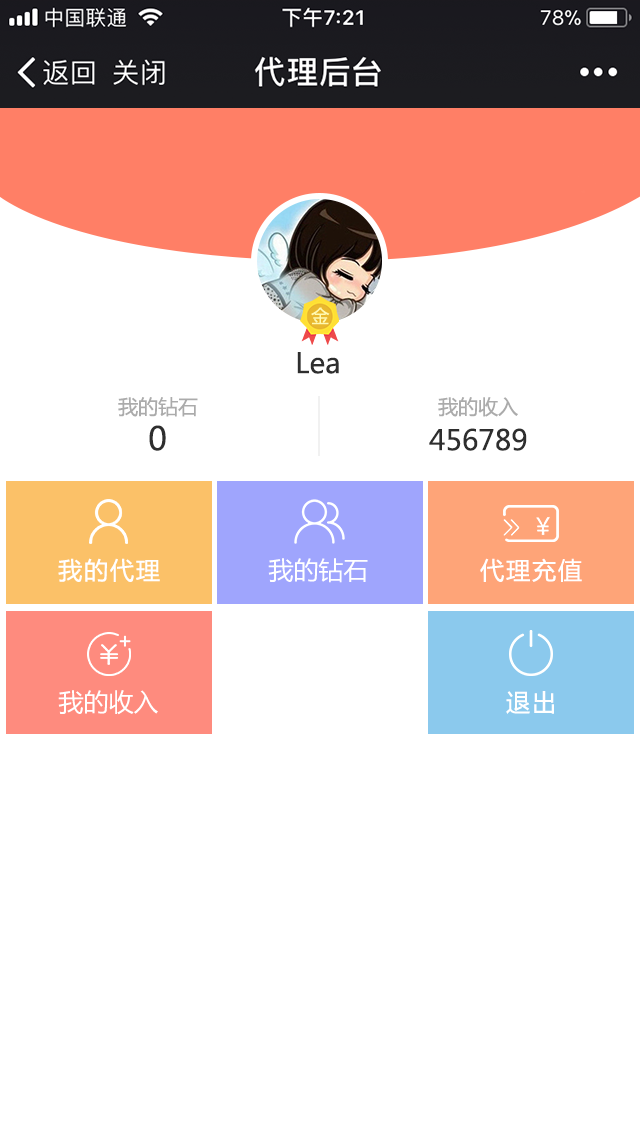 中国联通 下午7:21 78%
返回 关闭 代理后台
金
Lea
我的钻石 我的收入
0 456789
¥
我的代理 我的钻石 代理充值
¥
我的收入 退出